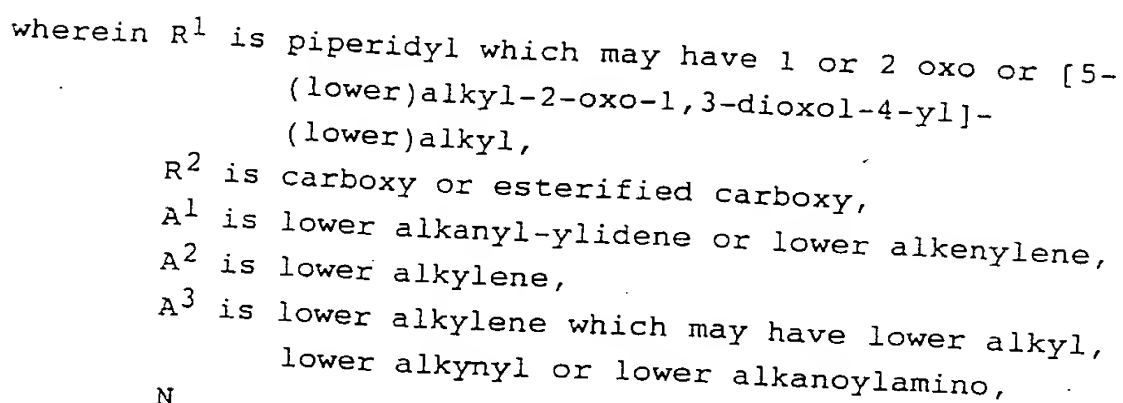 wherein R¹ is piperidyl which may have 1 or 2 oxo or [5-
(lower)alkyl-2-oxo-1,3-dioxol-4-yl]-
(lower)alkyl,
R² is carboxy or esterified carboxy,
A¹ is lower alkanyl-ylidene or lower alkenylene,
A² is lower alkylene,
A³ is lower alkylene which may have lower alkyl,
lower alkynyl or lower alkanoylamino,
N